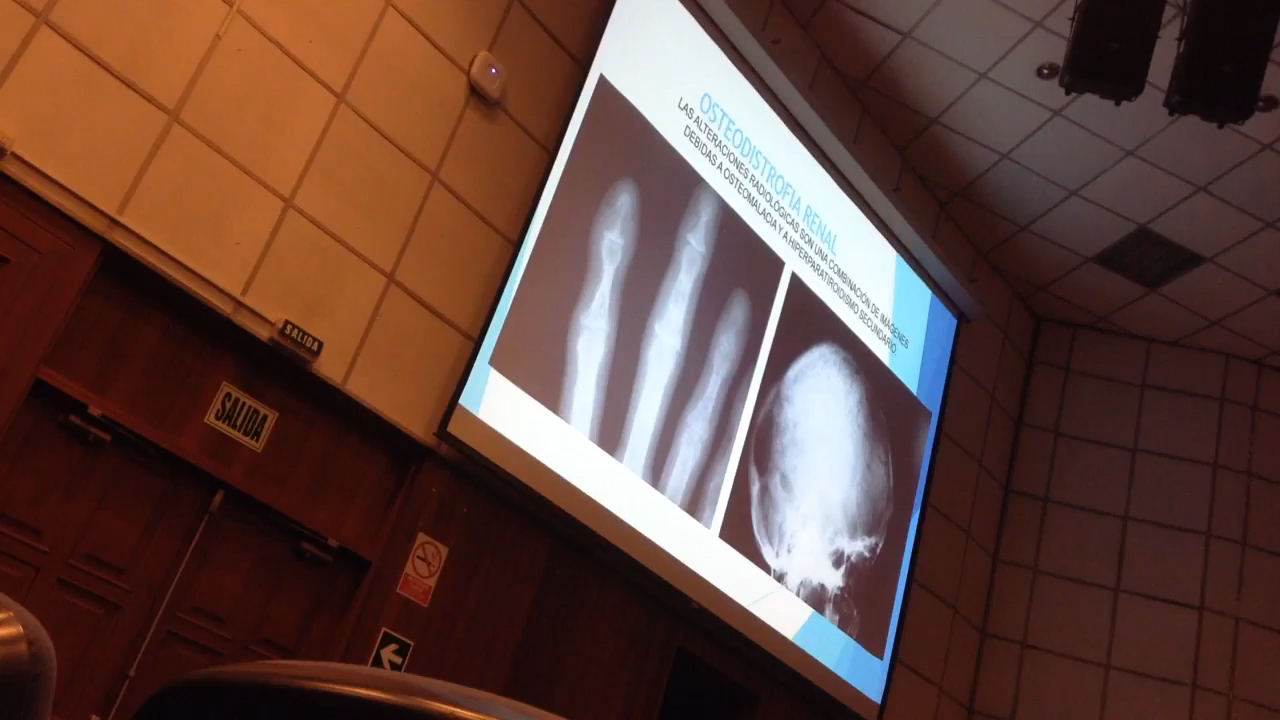 OSTEODISTROFIA RENAL
LAS ALTERACIONES RADIOLÓGICAS SON UNA COMBINACIÓN DE IMÁGENES
DEBIDAS A OSTEOMALACIA Y A HIPERPARATIROIDISMO SECUNDARIO.
SALIDA
SALIDA